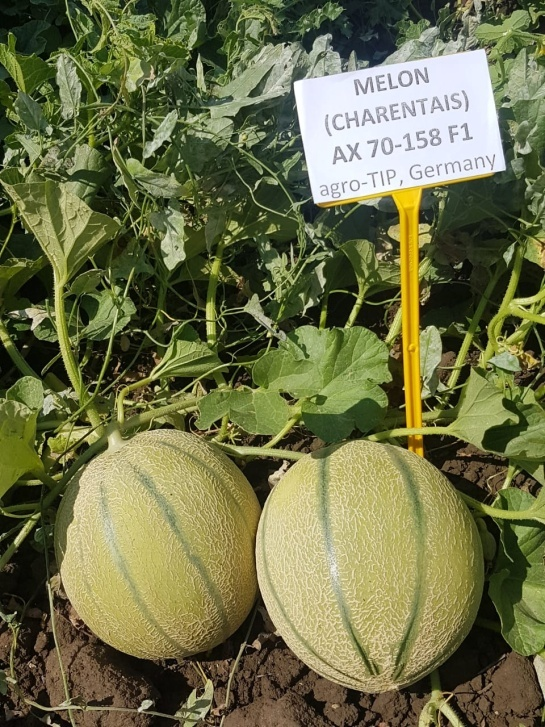 MELON
(CHARENTAIS)
AX 70-158 F1
agro-TIP, Germany